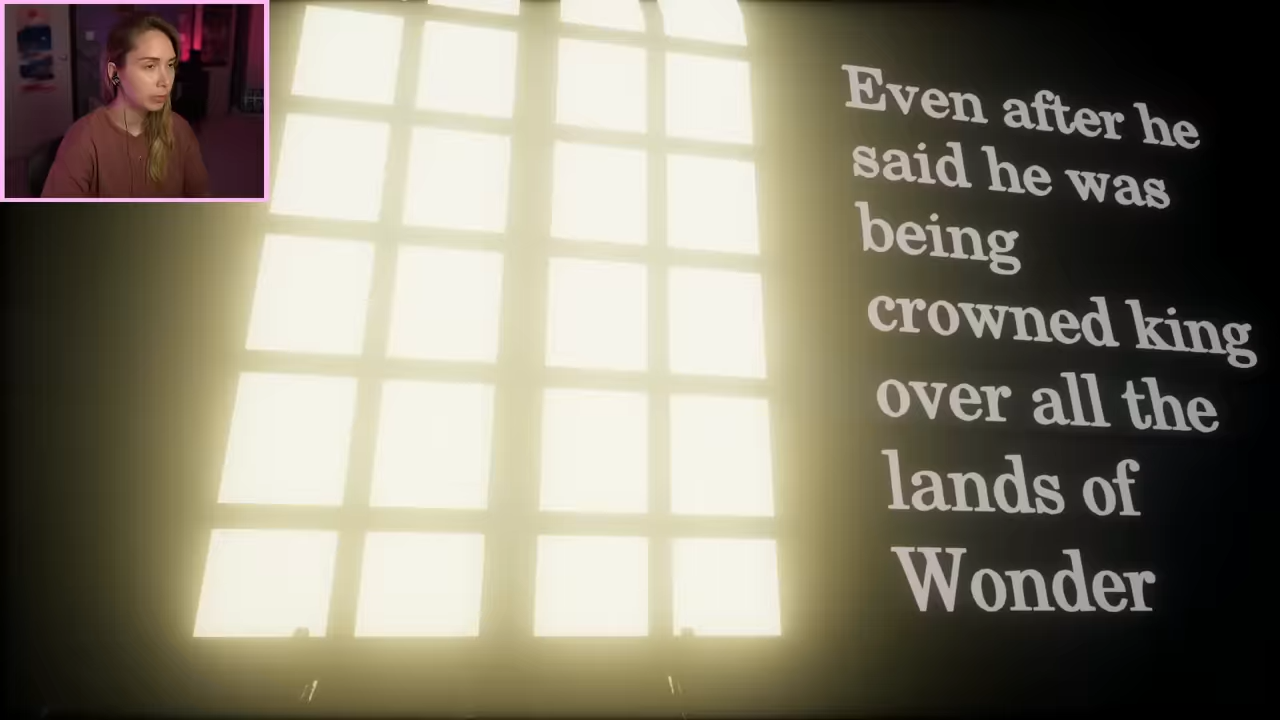 Even after he
said he was
being
crowned king
over all the
lands of
Wonder